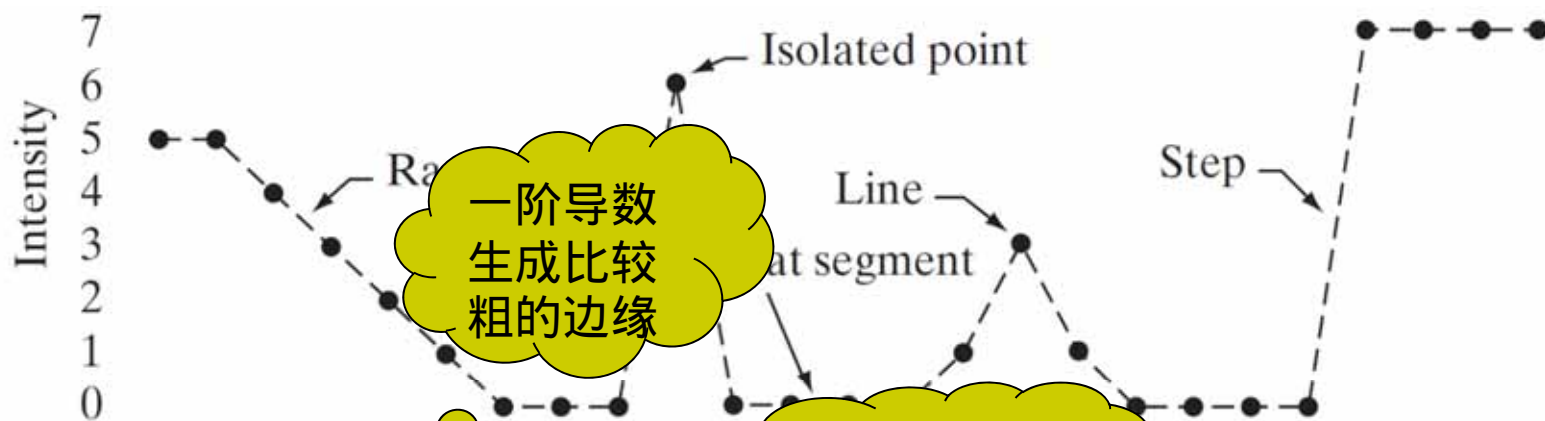 7
Isolated point
6
Intensity
5
Step
4
一阶导数
Line
3
生成比较
at segment
2
粗的边缘
1
0